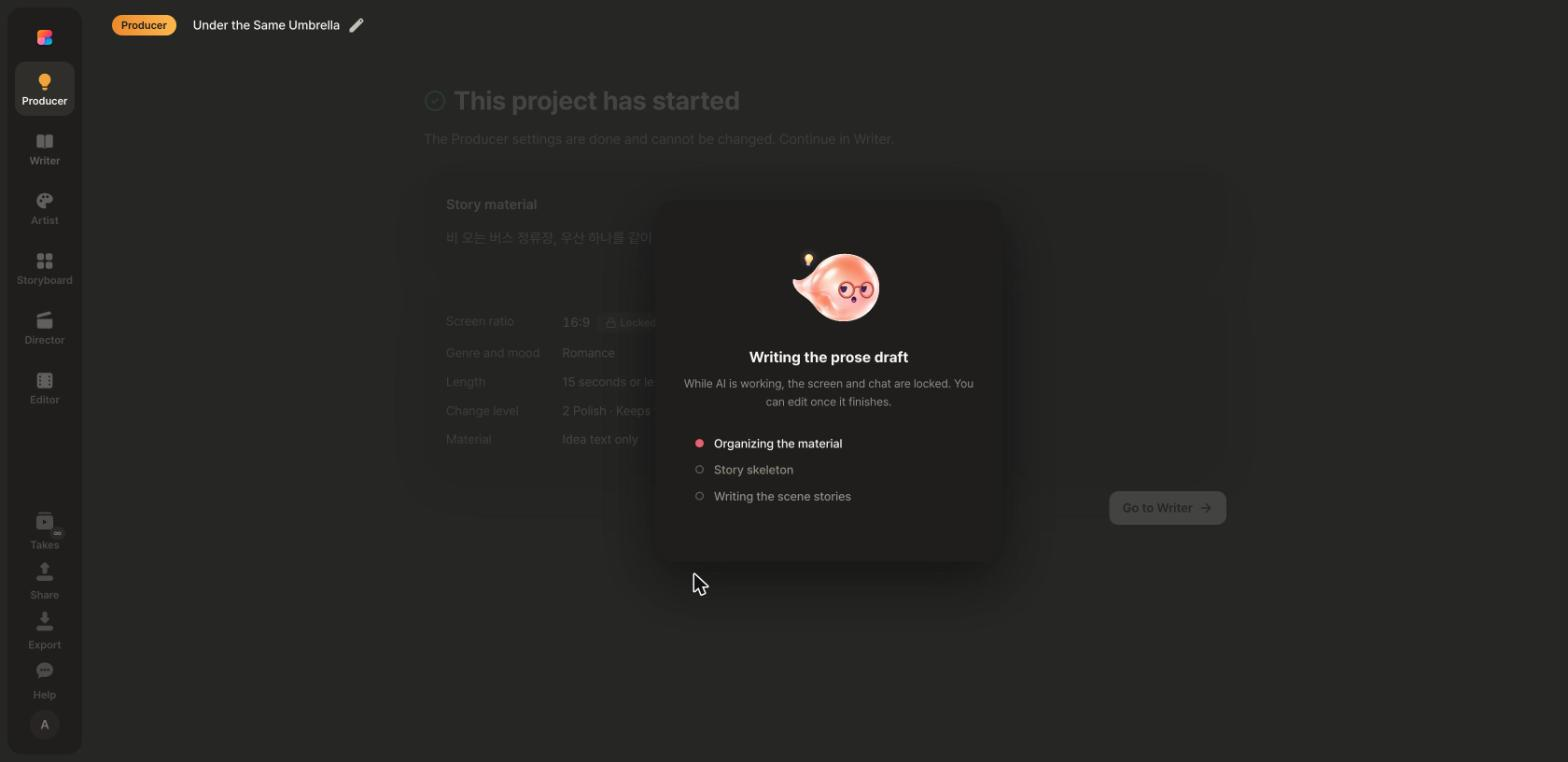 Producer
Under the Same Umbrella
Producer
Writer
Artist
Storyboard
Director
Editor
Takes
Share
Export
Help
A
This project has started
The Producer settings are done and cannot be changed. Continue in Writer.
Story material
비 오는 버스 정류장, 우산 하나를 같이
Screen ratio
16:9
Locked
Genre and mood
Romance
Length
15 seconds or le
Change level
2 Polish · Keeps
Material
Idea text only
Writing the prose draft
While AI is working, the screen and chat are locked. You
can edit once it finishes.
Organizing the material
Story skeleton
Writing the scene stories
Go to Writer →